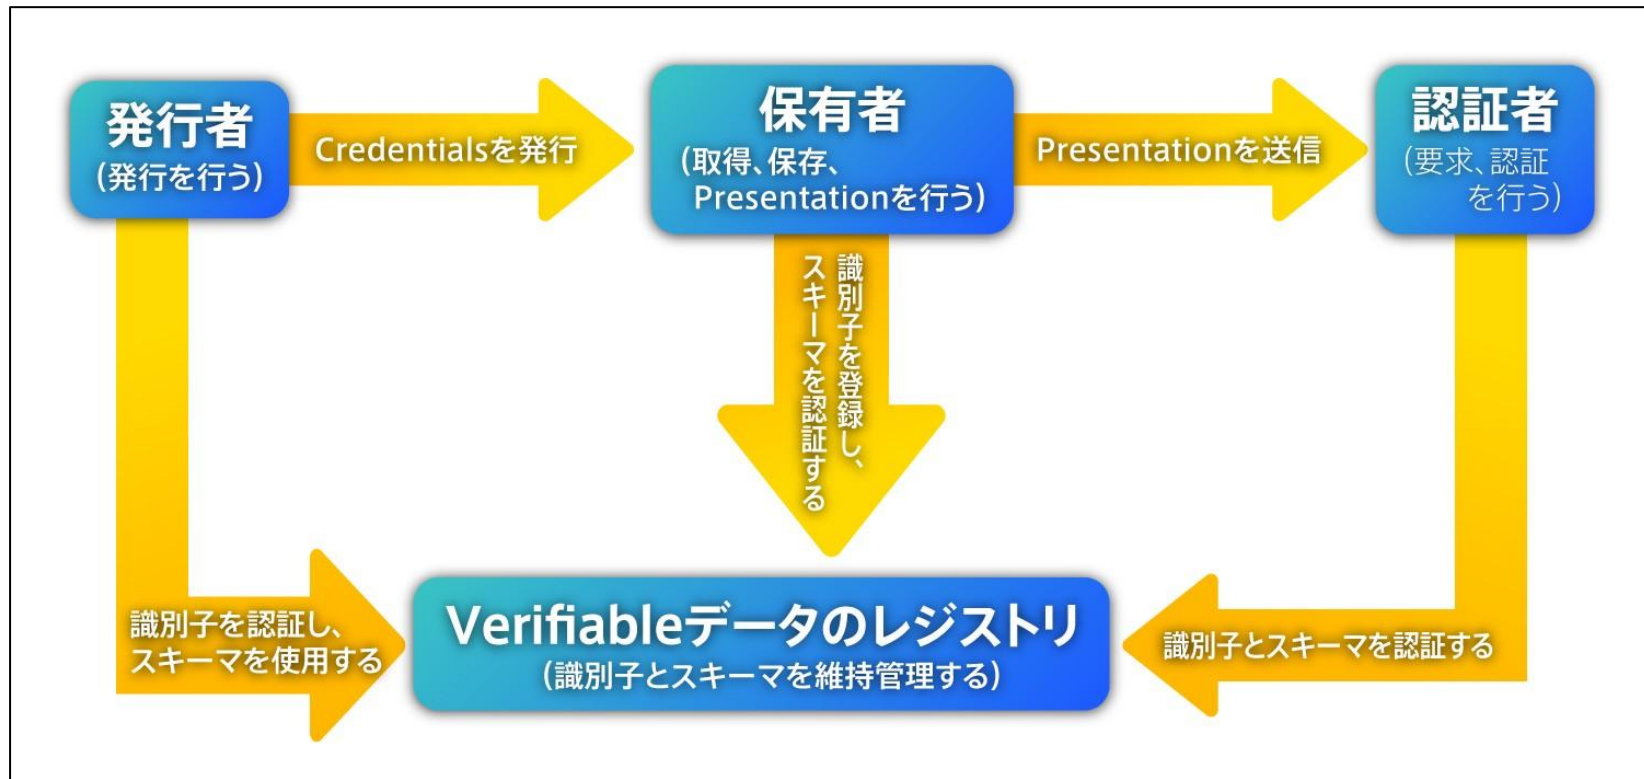 発行者
(発行を行う)
Credentialsを発行
保有者
(取得、保存、
Presentationを行う)
Presentationを送信
認証者
(要求、認証
を行う)
識別子を登録し、
スキーマを認証する
識別子を認証し、
スキーマを使用する
Verifiableデータのレジストリ
(識別子とスキーマを維持管理する)
識別子とスキーマを認証する